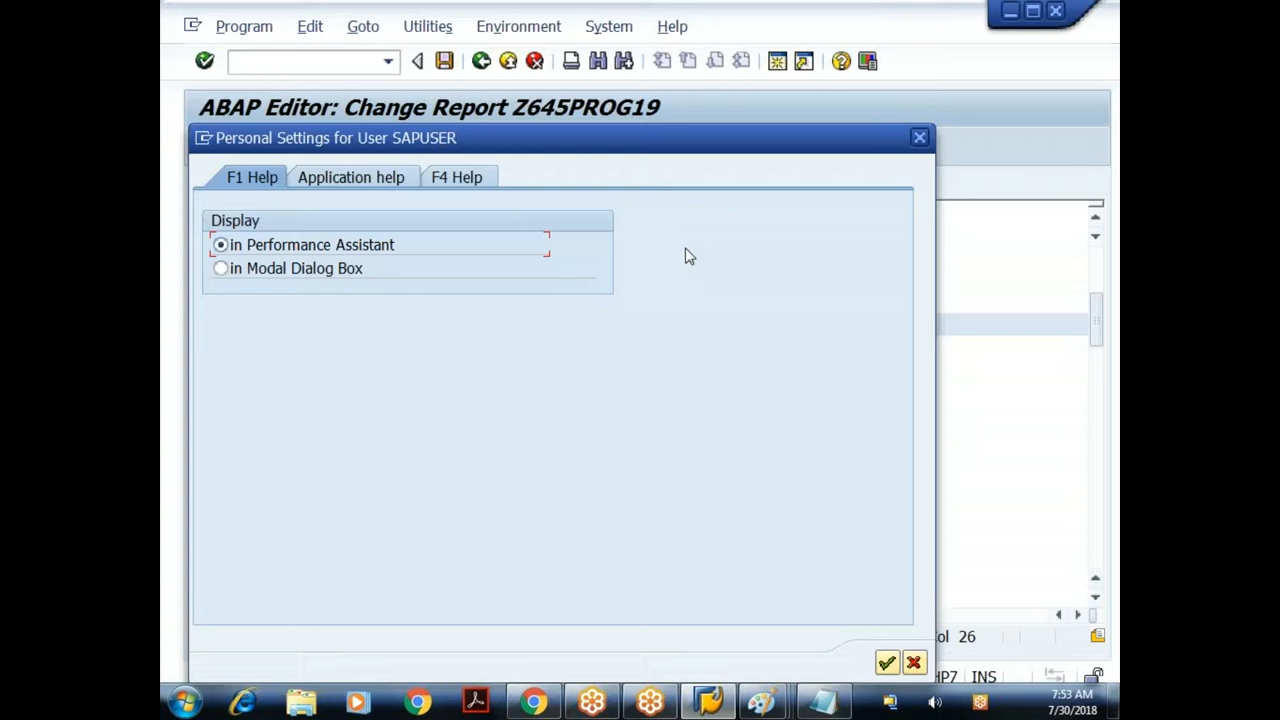 Program Edit Goto Utilities Environment System Help
ABAP Editor: Change Report Z645PROG19
Personal Settings for User SAPUSER
F1 Help Application help F4 Help
Display
in Performance Assistant
in Modal Dialog Box
ol 26
HP7 INS
7:53 AM
7/30/2018